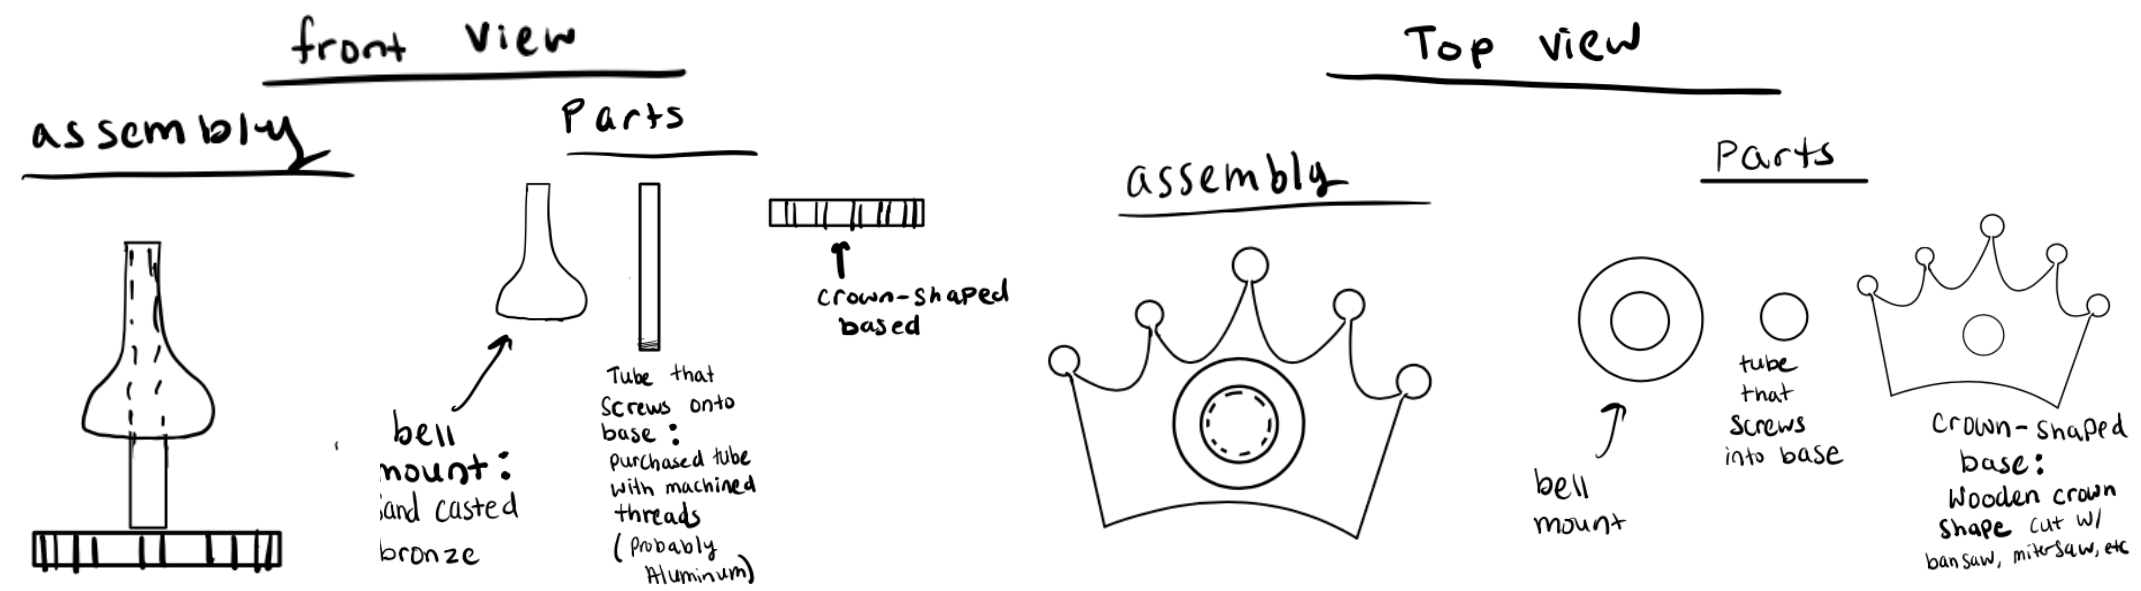 front view
assembly
Parts
crown-shaped
based
Tube that
screws onto
base:
purchased tube
with machined
threads
(probably
Aluminum)
bell
mount:
sand casted
bronze
Top view
assembly
Parts
bell
mount
tube
that
screws
into base
crown-shaped
base:
Wooden crown
shape cut w/
bansaw, mitersaw, etc